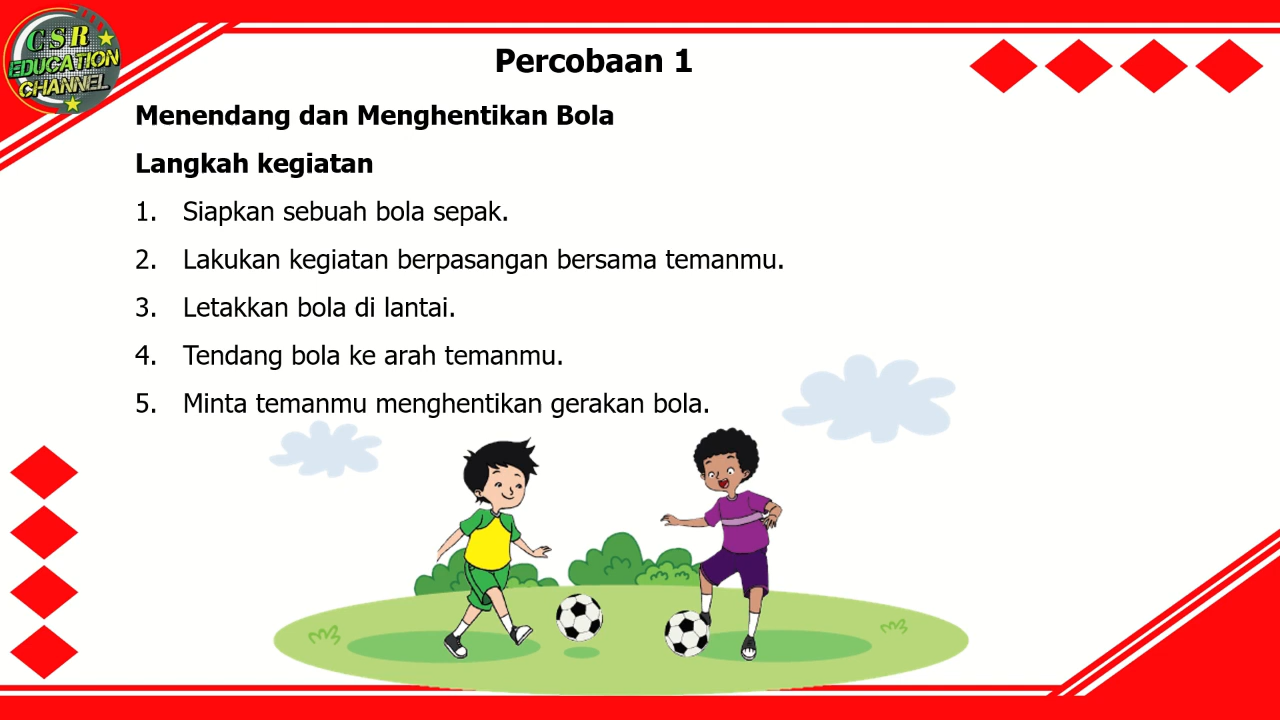 CSR
EDUCATION
CHANNEL
Percobaan 1
Menendang dan Menghentikan Bola
Langkah kegiatan
1. Siapkan sebuah bola sepak.
2. Lakukan kegiatan berpasangan bersama temanmu.
3. Letakkan bola di lantai.
4. Tendang bola ke arah temanmu.
5. Minta temanmu menghentikan gerakan bola.